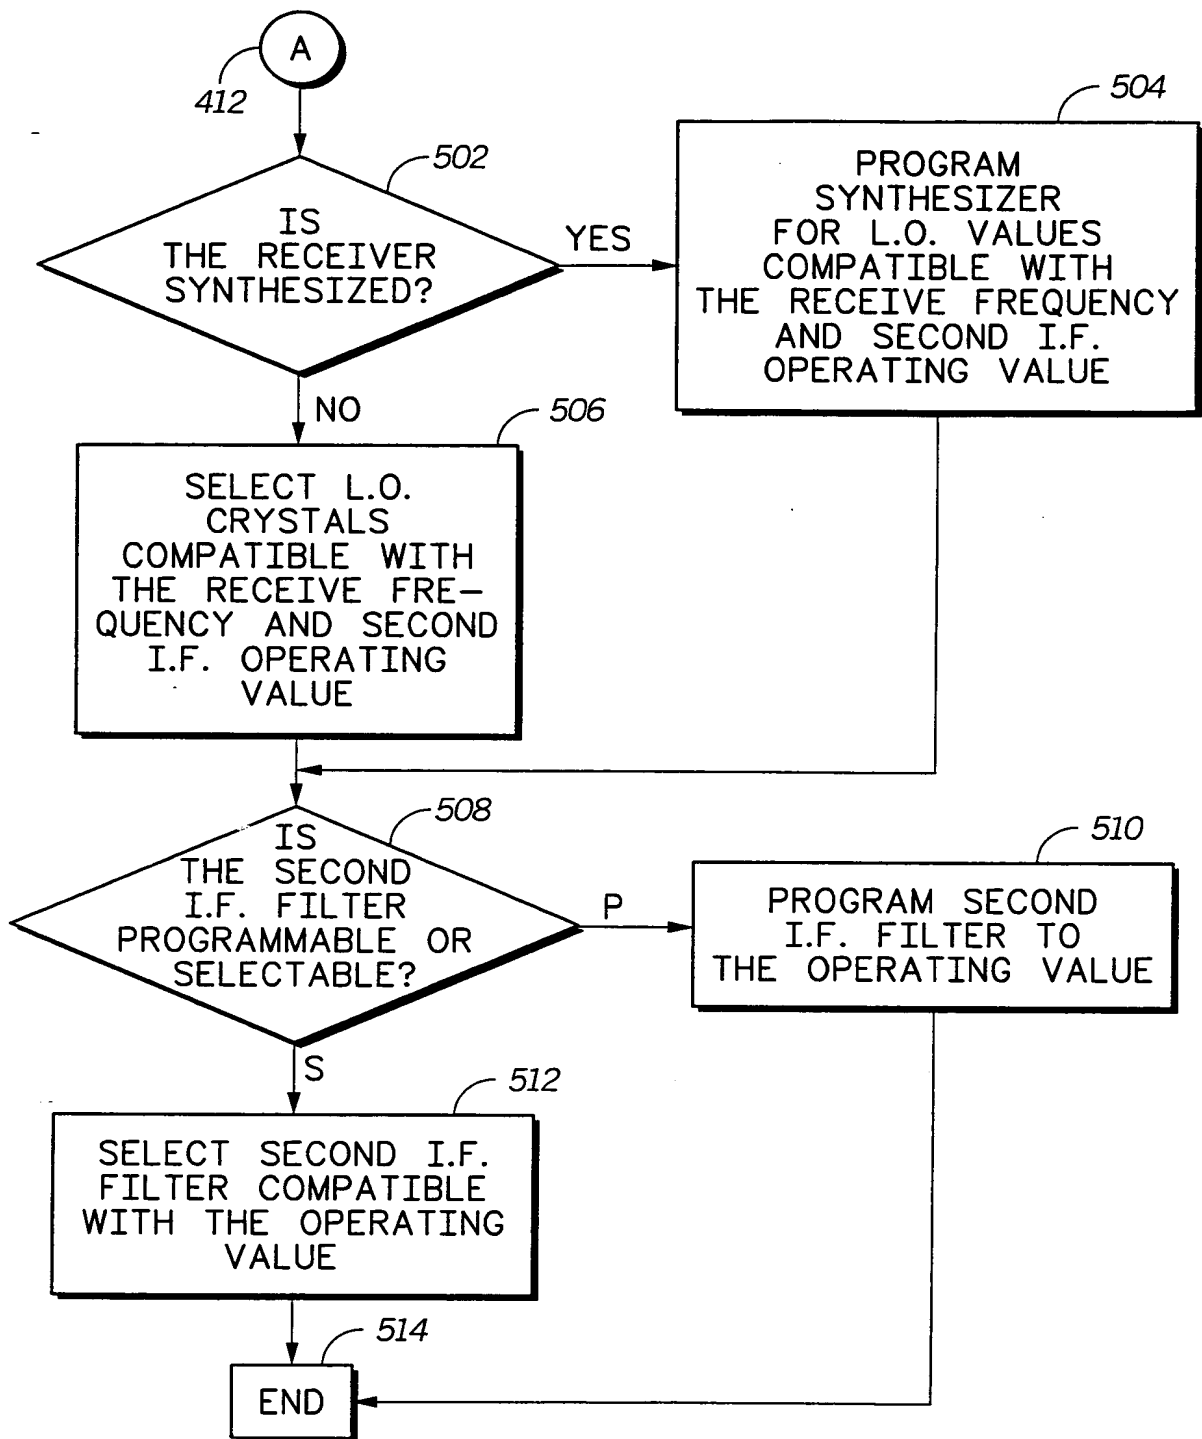 A
412
502
IS
THE RECEIVER
SYNTHESIZED?
YES
504
PROGRAM
SYNTHESIZER
FOR L.O. VALUES
COMPATIBLE WITH
THE RECEIVE FREQUENCY
AND SECOND I.F.
OPERATING VALUE
NO
506
SELECT L.O.
CRYSTALS
COMPATIBLE WITH
THE RECEIVE FRE-
QUENCY AND SECOND
I.F. OPERATING
VALUE
508
IS
THE SECOND
I.F. FILTER
PROGRAMMABLE OR
SELECTABLE?
P
510
PROGRAM SECOND
I.F. FILTER TO
THE OPERATING VALUE
S
512
SELECT SECOND I.F.
FILTER COMPATIBLE
WITH THE OPERATING
VALUE
514
END